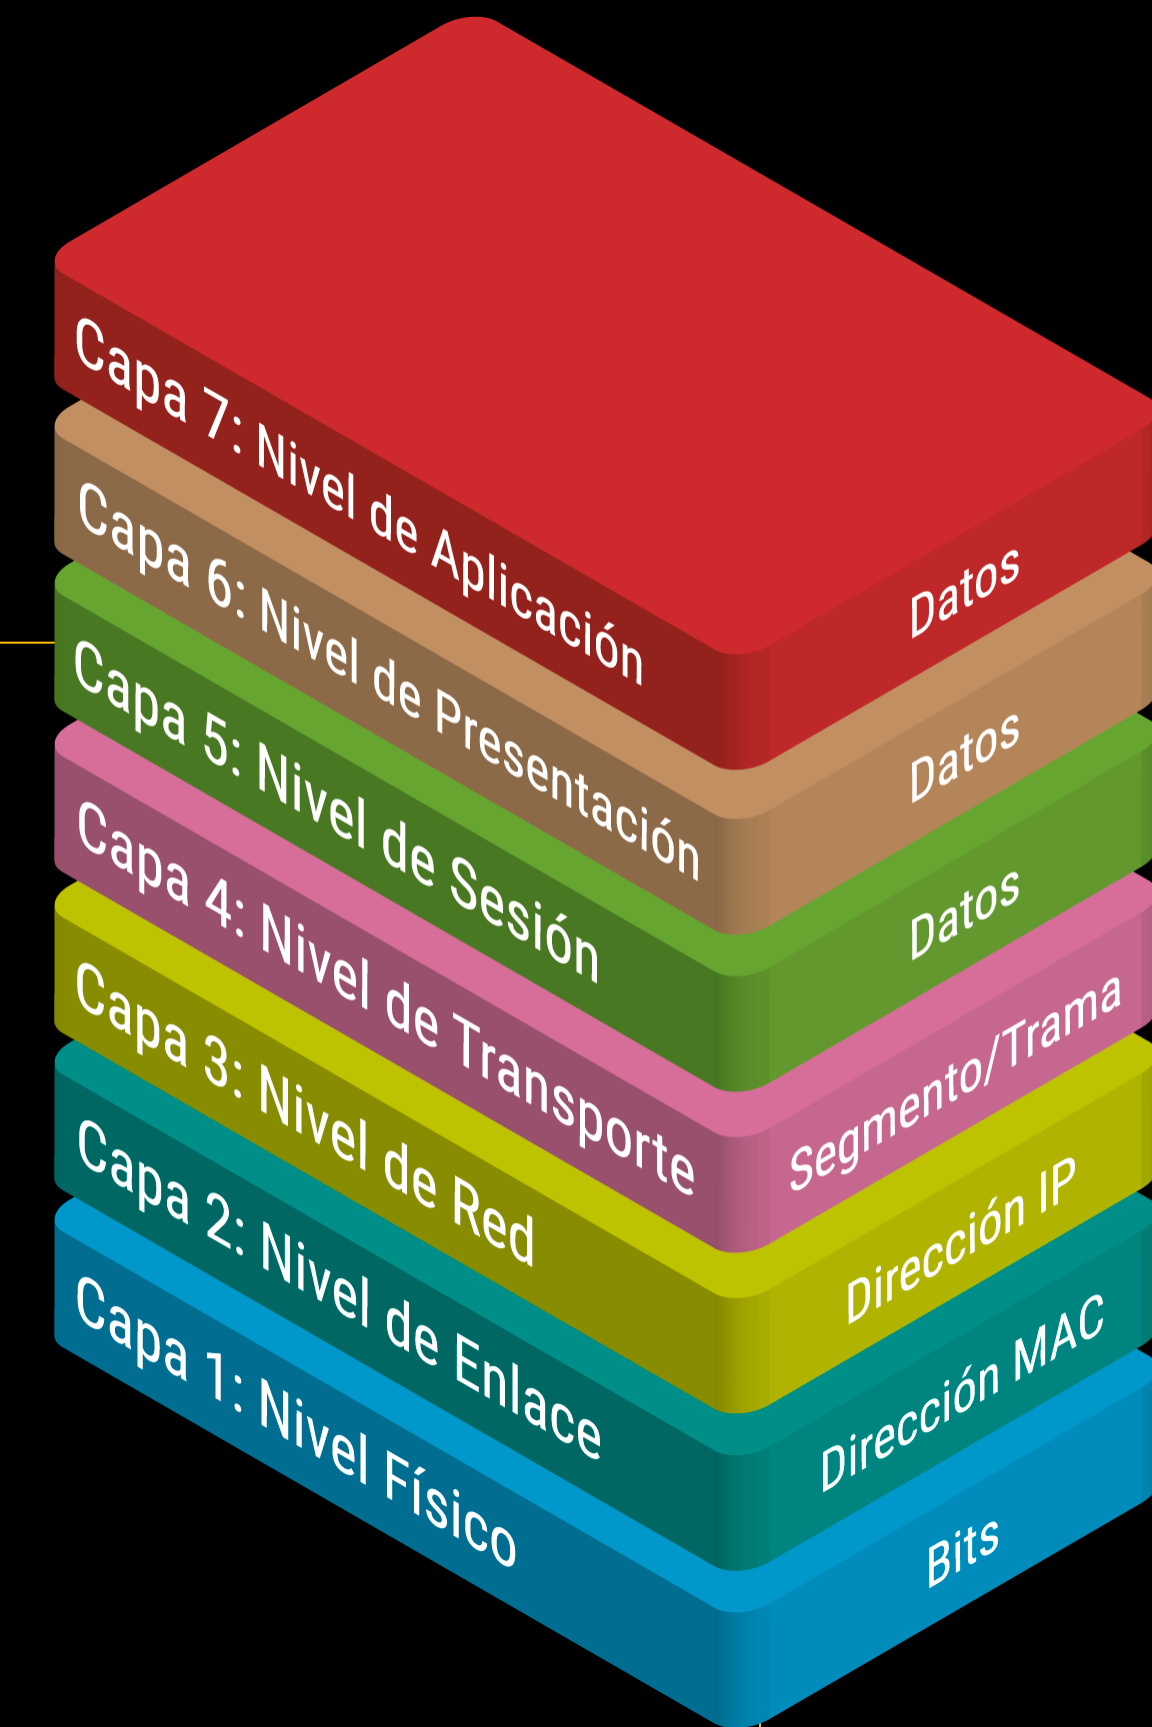 Capa 7: Nivel de Aplicación
Datos
Capa 6: Nivel de Presentación
Datos
Capa 5: Nivel de Sesión
Datos
Capa 4: Nivel de Transporte
Segmento/Trama
Capa 3: Nivel de Red
Dirección IP
Capa 2: Nivel de Enlace
Dirección MAC
Capa 1: Nivel Físico
Bits